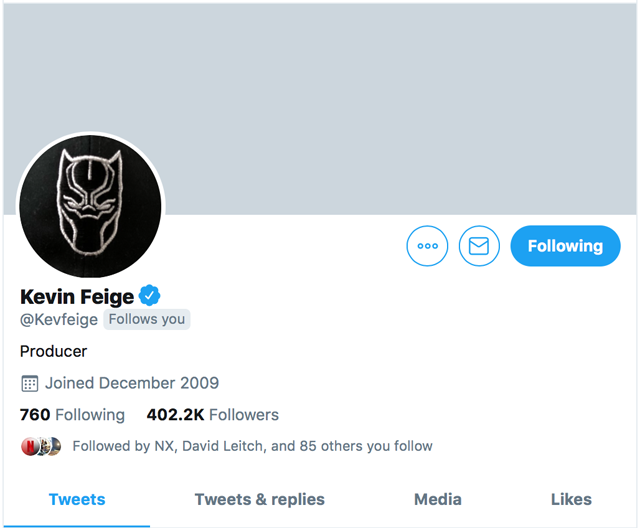 Following
Kevin Feige
@Kevfeige Follows you
Producer
Joined December 2009
760 Following 402.2K Followers
N Followed by NX, David Leitch, and 85 others you follow
Tweets Tweets & replies Media Likes